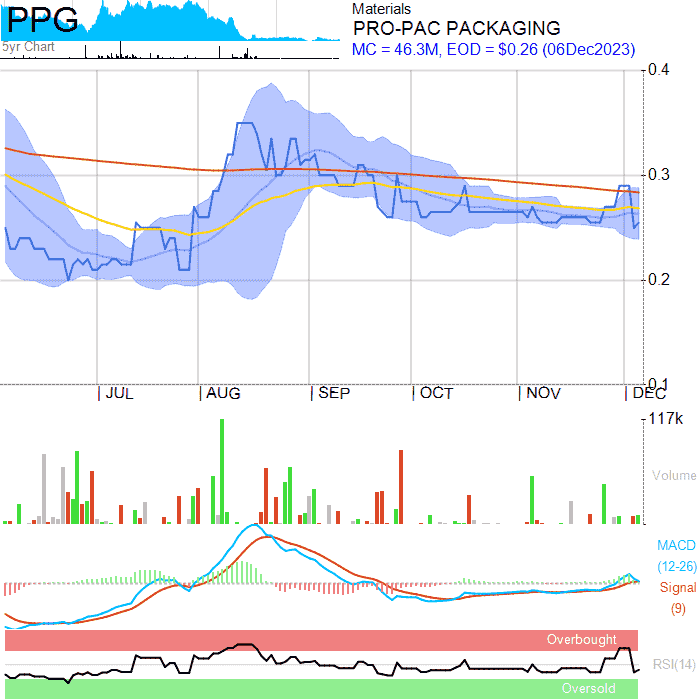 PPG
5yr Chart
Materials
PRO-PAC PACKAGING
MC = 46.3M, EOD = $0.26 (06Dec2023)
0.4
0.3
0.2
0.1
JUL
AUG
SEP
OCT
NOV
DEC
117k
Volume
MACD
(12-26)
Signal
(9)
Overbought
RSI(14)
Oversold